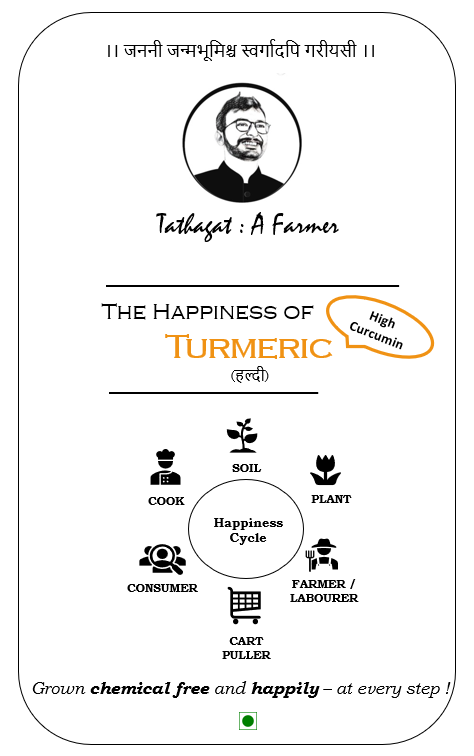 ।। जननी जन्मभूमिश्च स्वर्गादपि गरीयसी ।।
Tathagat : A Farmer
THE HAPPINESS OF
TURMERIC
High
Curcumin
(हल्दी)
SOIL
COOK
PLANT
Happiness
Cycle
CONSUMER
FARMER /
LABOURER
CART
PULLER
Grown chemical free and happily – at every step !